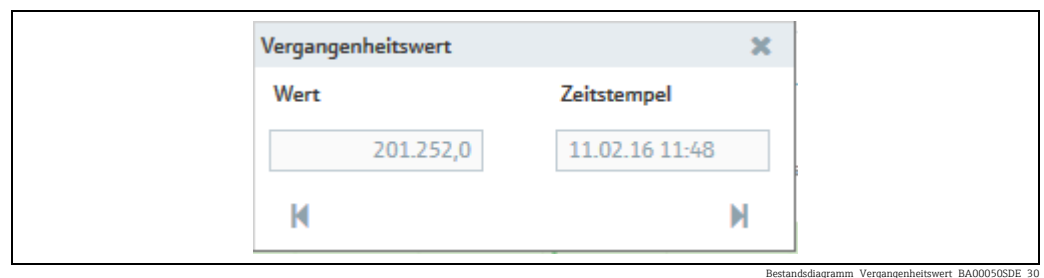 Vergangenheitswert
Wert Zeitstempel
201.252,0 11.02.16 11:48
Bestandsdiagramm_Vergangenheitswert_BA00050SDE_30